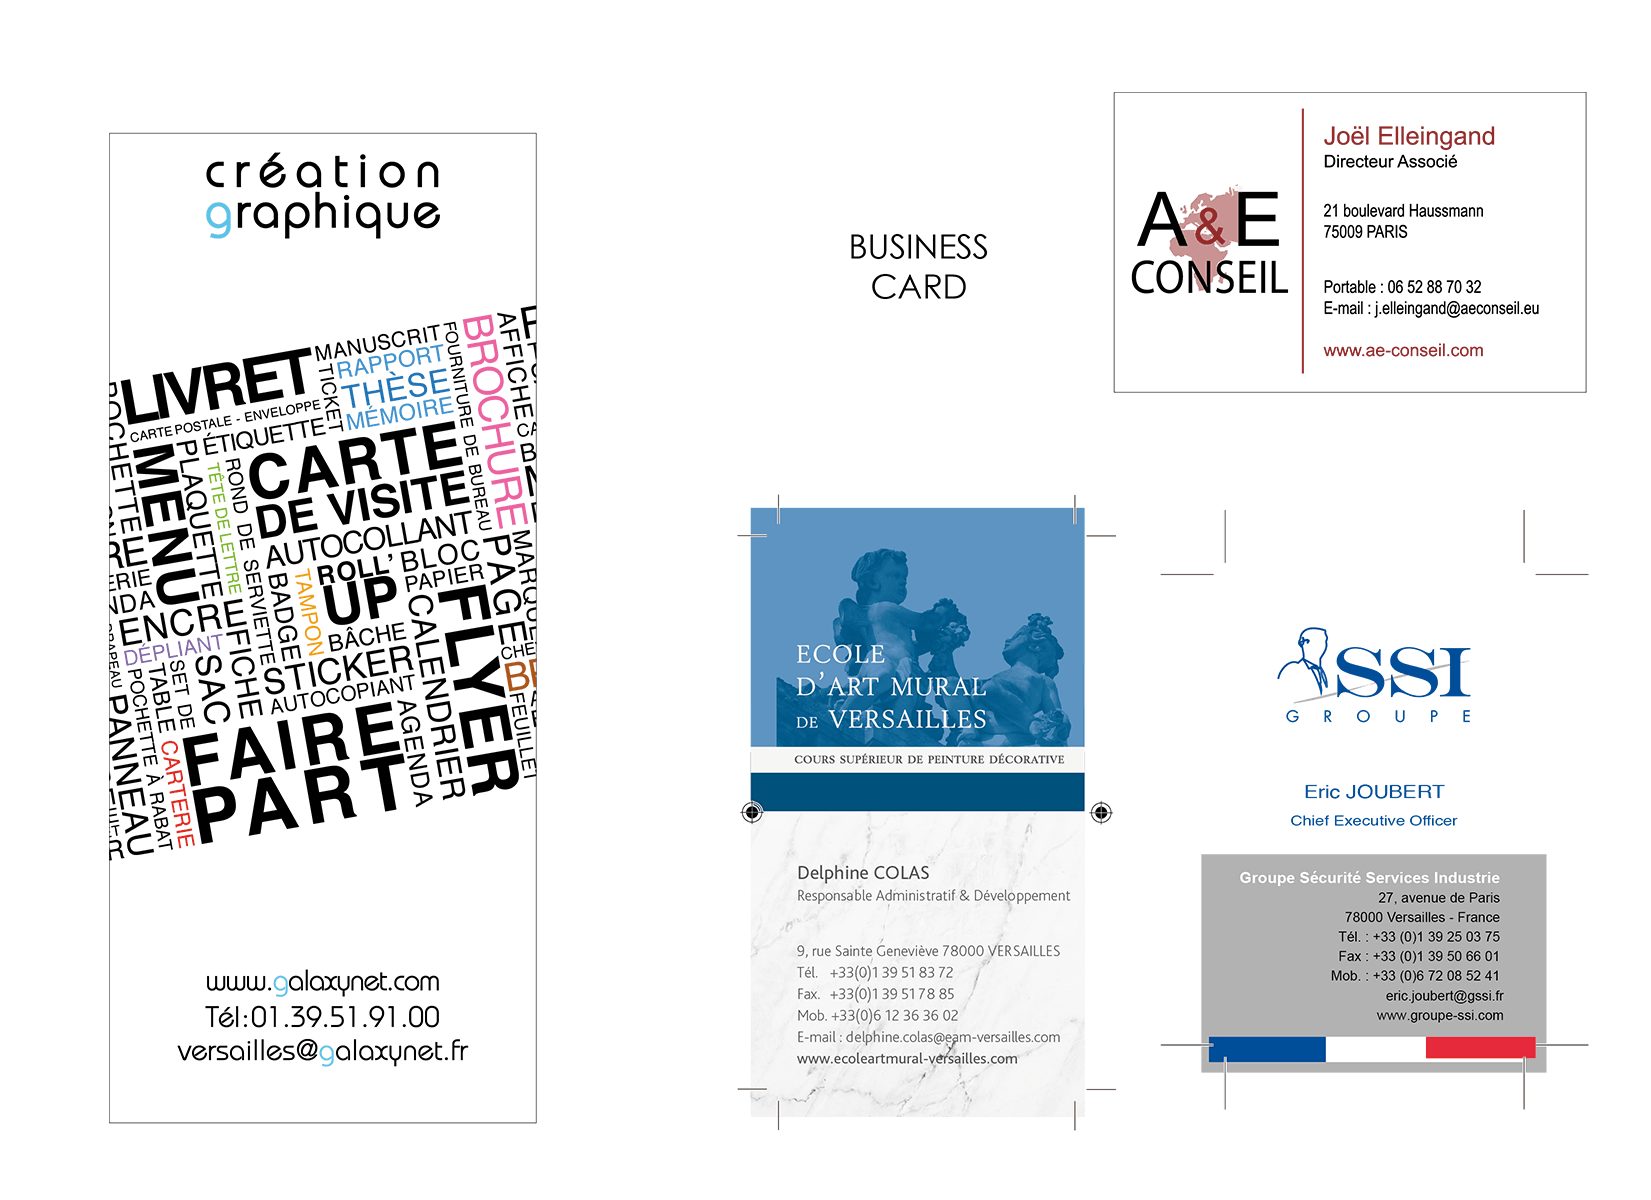 création
graphique
LIVRET
MANUSCRIT
RAPPORT
THÈSE
MÉMOIRE
TICKET
FOURNITURE DE BUREAU
BROCHURE
AFFICHE
CARTE POSTALE - ENVELOPPE
ÉTIQUETTE
MENU
PLAQUETTE
TÊTE DE LETTRE
ROND DE SERVIETTE
CARTE
DE VISITE
AUTOCOLLANT
ROLL'
UP
BLOC
PAPIER
PAGE
BADGE
TAMPON
BÂCHE
CALENDRIER
FLYER
ENCRE
DÉPLIANT
FICHE
SAC
SET DE
TABLE
STICKER
AUTOCOPIANT
AGENDA
FEUILLET
PANNEAU
POCHETTE À RABAT
CARTERIE
FAIRE
PART
www.galaxynet.com
Tél:01.39.51.91.00
versailles@galaxynet.fr
BUSINESS
CARD
A & E
CONSEIL
Joël Elleingand
Directeur Associé
21 boulevard Haussmann
75009 PARIS
Portable : 06 52 88 70 32
E-mail : j.elleingand@aeconseil.eu
www.ae-conseil.com
ECOLE
D'ART MURAL
DE VERSAILLES
COURS SUPÉRIEUR DE PEINTURE DÉCORATIVE
Delphine COLAS
Responsable Administratif & Développement
9, rue Sainte Geneviève 78000 VERSAILLES
Tél. +33(0)1 39 51 83 72
Fax. +33(0)1 39 51 78 85
Mob. +33(0)6 12 36 36 02
E-mail : delphine.colas@eam-versailles.com
www.ecoleartmural-versailles.com
SSI
GROUPE
Eric JOUBERT
Chief Executive Officer
Groupe Sécurité Services Industrie
27, avenue de Paris
78000 Versailles - France
Tél. : +33 (0)1 39 25 03 75
Fax : +33 (0)1 39 50 66 01
Mob. : +33 (0)6 72 08 52 41
eric.joubert@gssi.fr
www.groupe-ssi.com